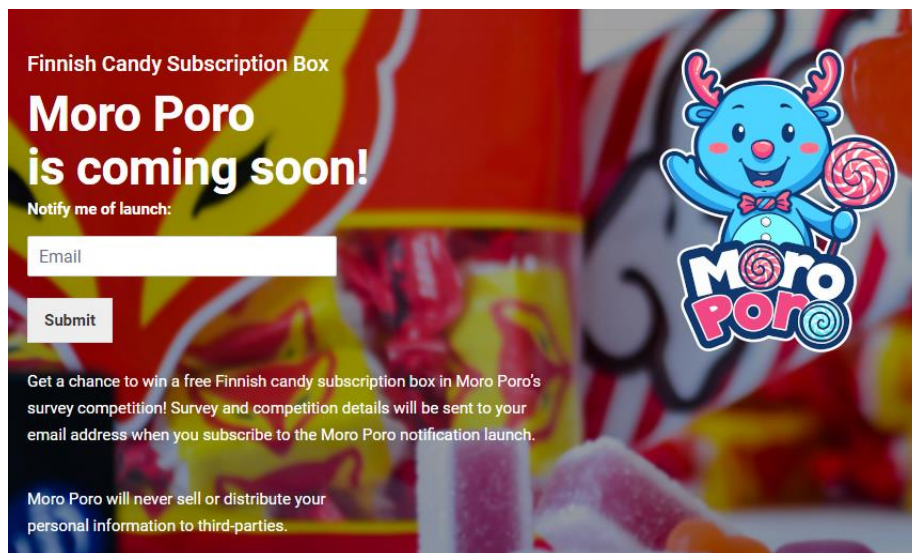 Finnish Candy Subscription Box
Moro Poro
is coming soon!
Notify me of launch:
Email
Submit
Get a chance to win a free Finnish candy subscription box in Moro Poro's
survey competition! Survey and competition details will be sent to your
email address when you subscribe to the Moro Poro notification launch.
Moro Poro will never sell or distribute your
personal information to third-parties.
Moro
Poro